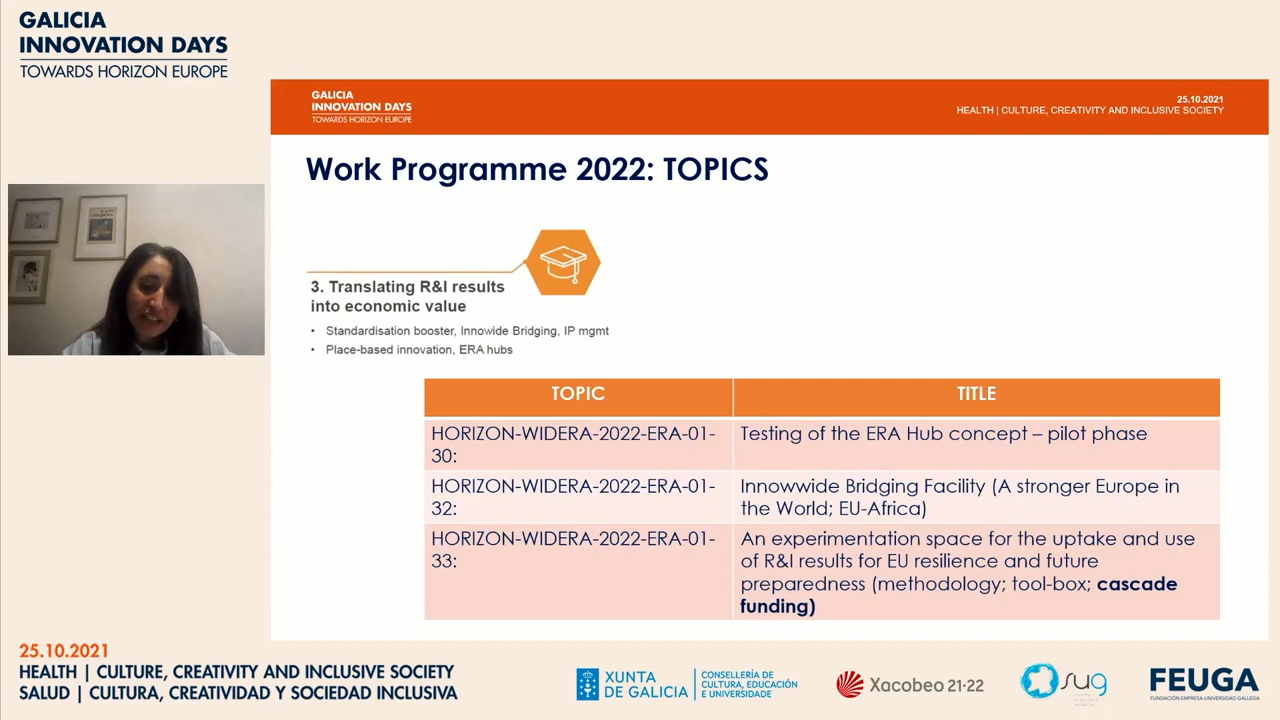 GALICIA
INNOVATION DAYS
TOWARDS HORIZON EUROPE
GALICIA
INNOVATION DAYS
TOWARDS HORIZON EUROPE
25.10.2021
HEALTH | CULTURE, CREATIVITY AND INCLUSIVE SOCIETY
Work Programme 2022: TOPICS
3. Translating R&I results
into economic value
• Standardisation booster, Innowide Bridging, IP mgmt
• Place-based innovation, ERA hubs
TOPIC
TITLE
HORIZON-WIDERA-2022-ERA-01-
30:
Testing of the ERA Hub concept – pilot phase
HORIZON-WIDERA-2022-ERA-01-
32:
Innowwide Bridging Facility (A stronger Europe in
the World; EU-Africa)
HORIZON-WIDERA-2022-ERA-01-
33:
An experimentation space for the uptake and use
of R&I results for EU resilience and future
preparedness (methodology; tool-box; cascade
funding)
25.10.2021
HEALTH | CULTURE, CREATIVITY AND INCLUSIVE SOCIETY
SALUD | CULTURA, CREATIVIDAD Y SOCIEDAD INCLUSIVA
XUNTA
DE GALICIA
CONSELLERÍA
DE CULTURA, EDUCACIÓN
E UNIVERSIDADE
Xacobeo 21·22
sug
FEUGA
FUNDACIÓN EMPRESA-UNIVERSIDAD GALLEGA